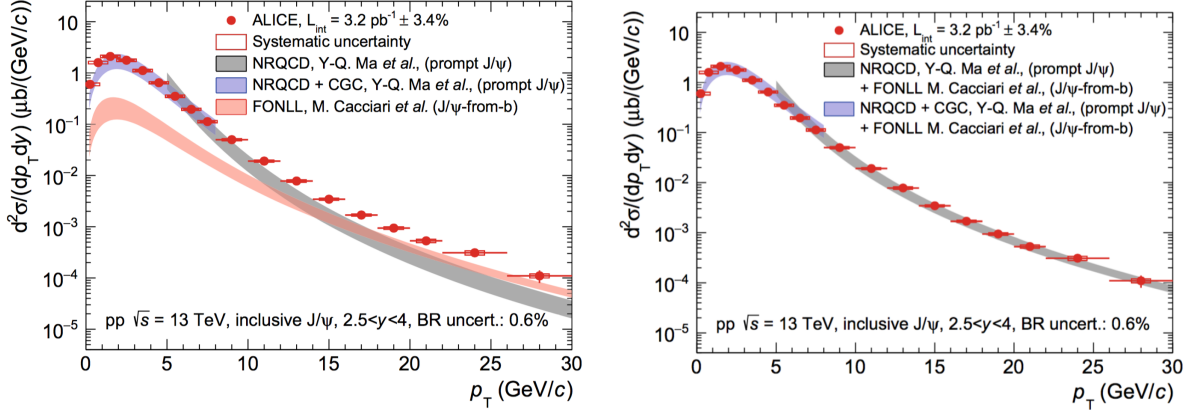 d²σ/(dp_T dy) (μb/(GeV/c))
10
1
10⁻¹
10⁻²
10⁻³
10⁻⁴
10⁻⁵
ALICE, L_int = 3.2 pb⁻¹ ± 3.4%
Systematic uncertainty
NRQCD, Y-Q. Ma et al., (prompt J/ψ)
NRQCD + CGC, Y-Q. Ma et al., (prompt J/ψ)
FONLL, M. Cacciari et al. (J/ψ-from-b)
pp √s = 13 TeV, inclusive J/ψ, 2.5<y<4, BR uncert.: 0.6%
0 5 10 15 20 25 30
p_T (GeV/c)
d²σ/(dp_T dy) (μb/(GeV/c))
10
1
10⁻¹
10⁻²
10⁻³
10⁻⁴
10⁻⁵
ALICE, L_int = 3.2 pb⁻¹ ± 3.4%
Systematic uncertainty
NRQCD, Y-Q. Ma et al., (prompt J/ψ)
+ FONLL M. Cacciari et al., (J/ψ-from-b)
NRQCD + CGC, Y-Q. Ma et al., (prompt J/ψ)
+ FONLL M. Cacciari et al., (J/ψ-from-b)
pp √s = 13 TeV, inclusive J/ψ, 2.5<y<4, BR uncert.: 0.6%
0 5 10 15 20 25 30
p_T (GeV/c)